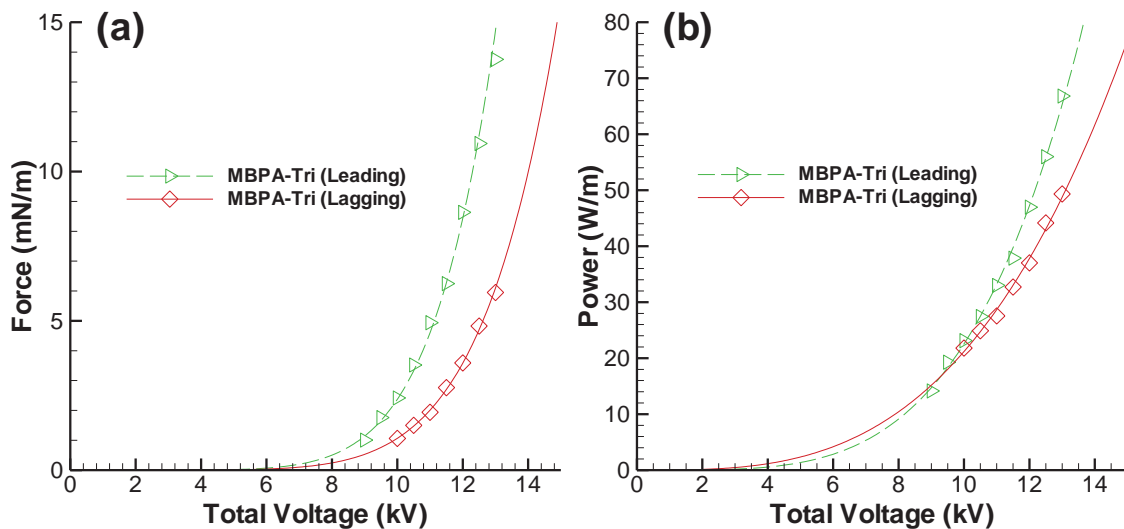 (a)
15
10
5
0
Force (mN/m)
MBPA-Tri (Leading)
MBPA-Tri (Lagging)
0 2 4 6 8 10 12 14
Total Voltage (kV)
(b)
80
70
60
50
40
30
20
10
0
Power (W/m)
MBPA-Tri (Leading)
MBPA-Tri (Lagging)
0 2 4 6 8 10 12 14
Total Voltage (kV)